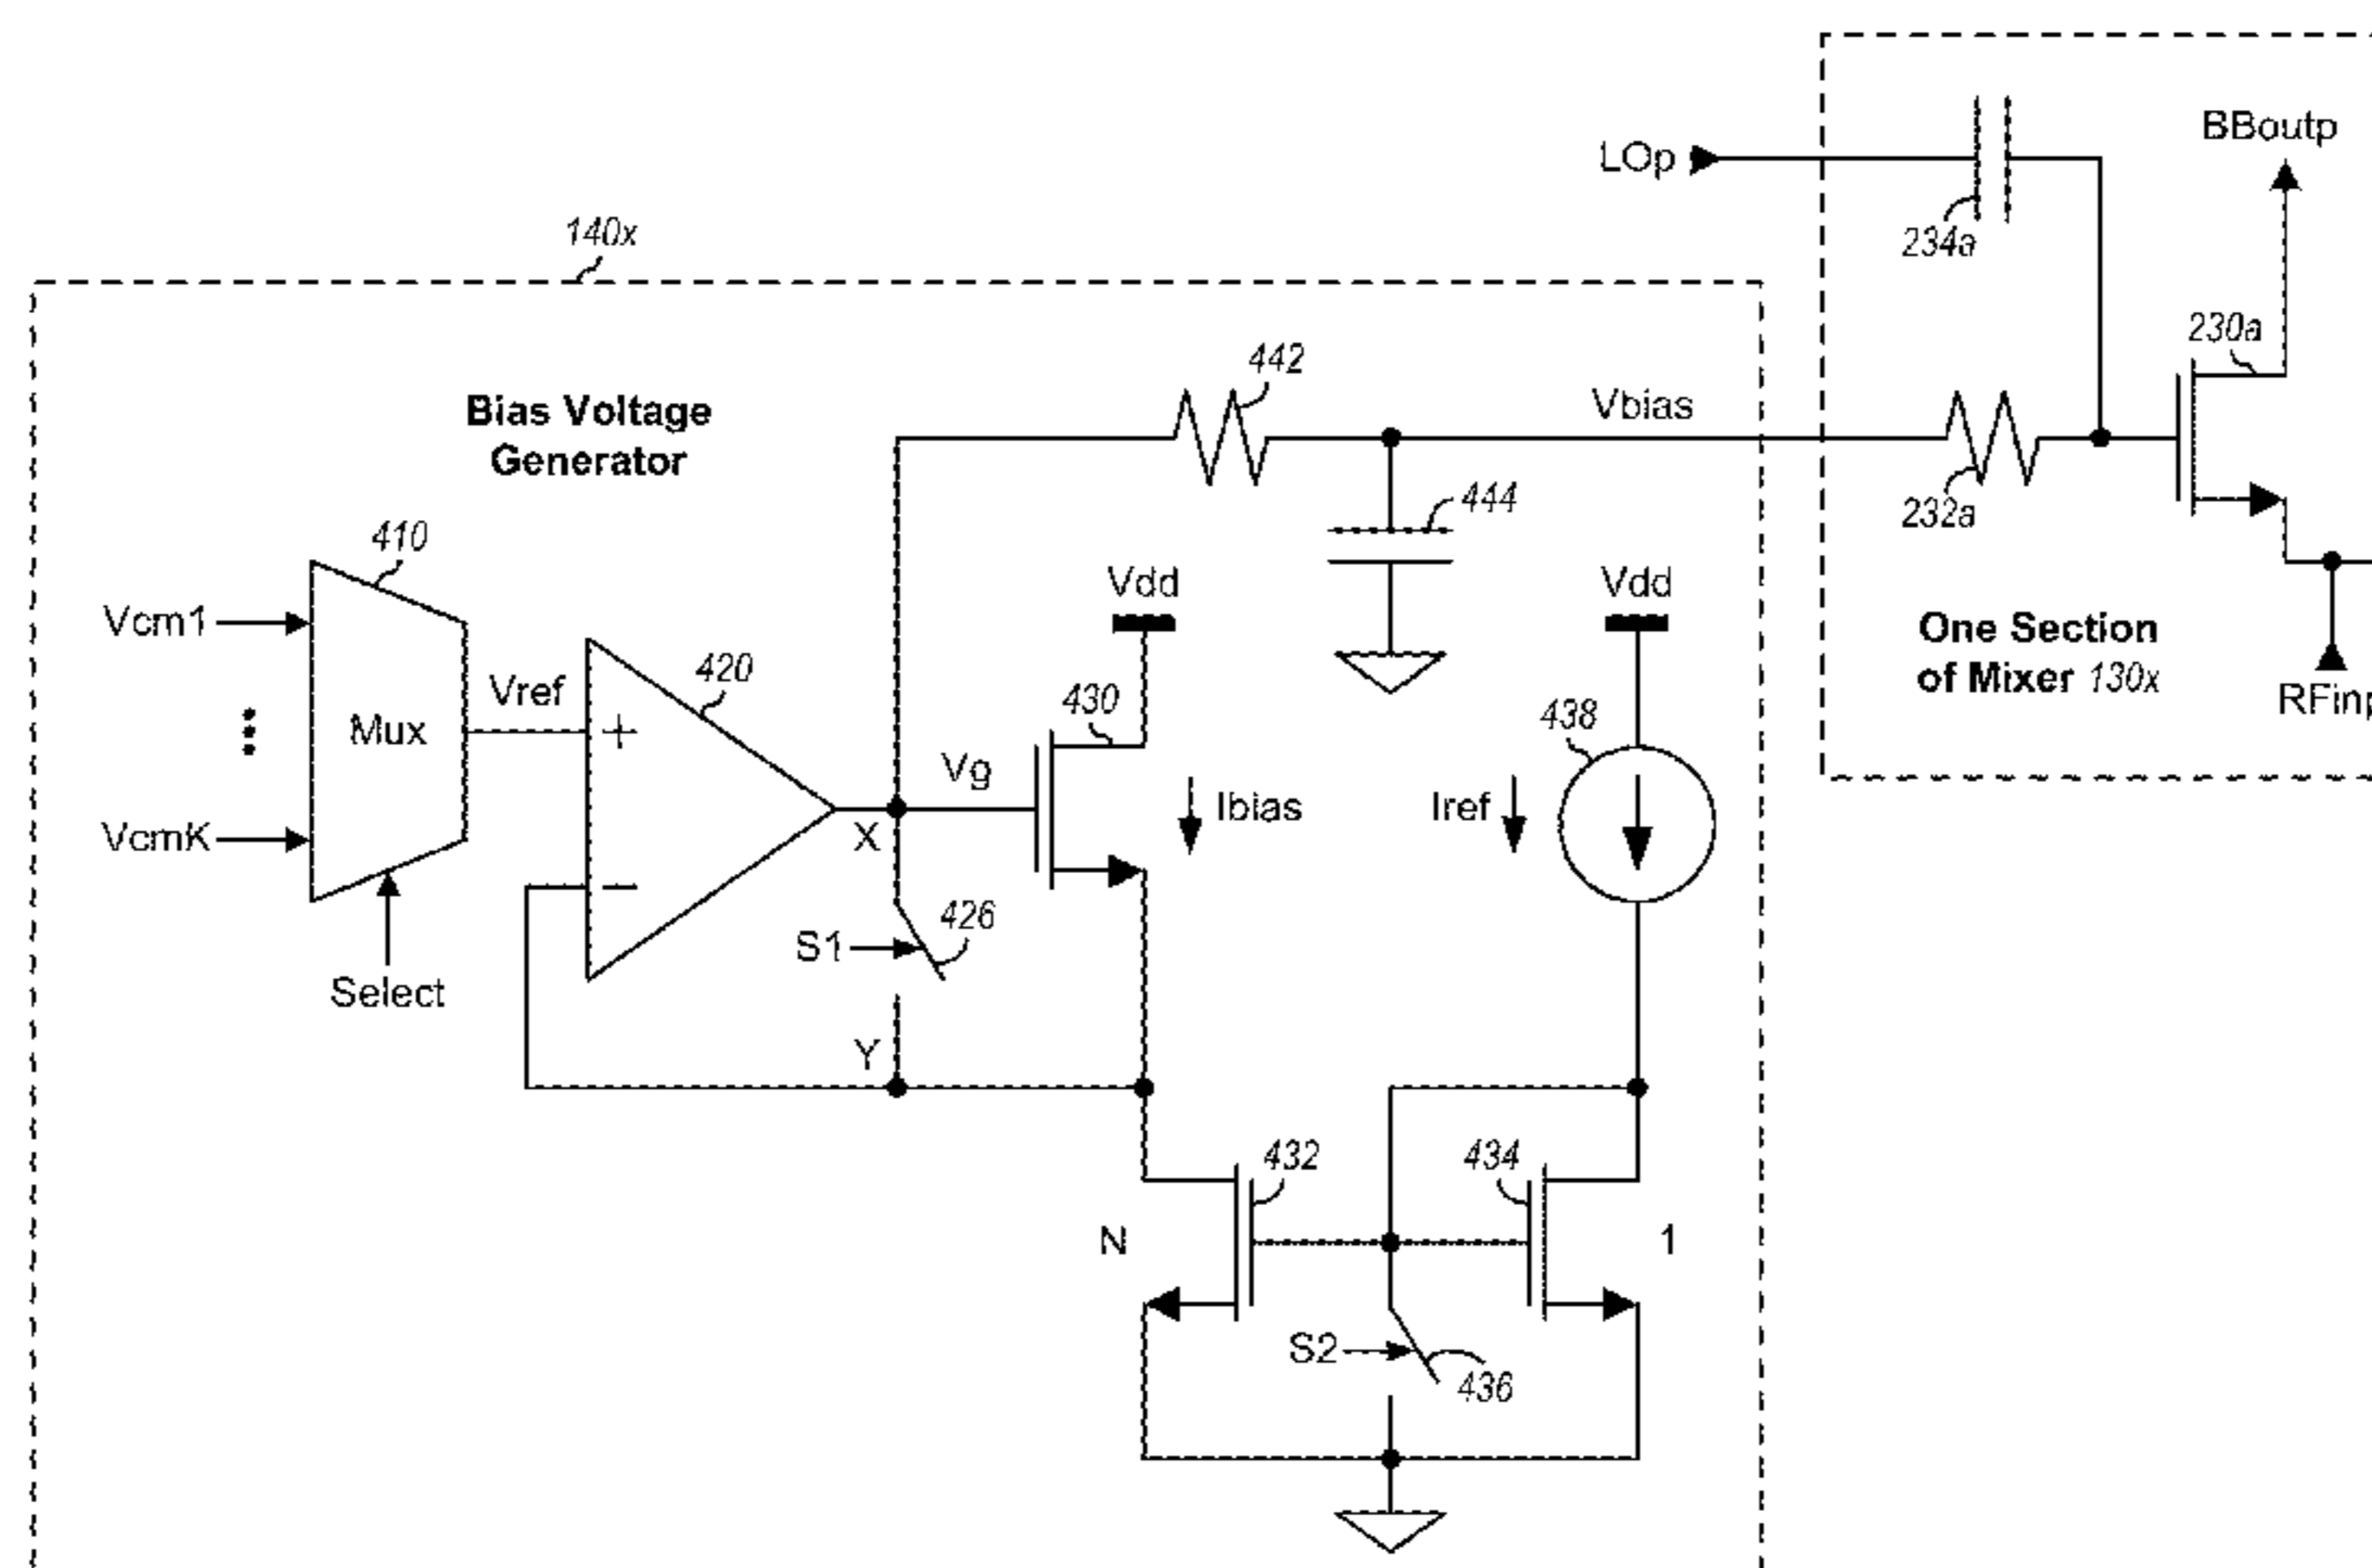 BBoutp
LOp
234a
140x
230a
442
Vbias
Bias Voltage
Generator
444
232a
410
Vdd
Vdd
Vcm1
One Section
of Mixer 130x
420
Vref
430
438
RFinp
Mux
Vg
Ibias
Iref
X
VcmK
426
S1
Select
Y
432
434
N
1
S2
436